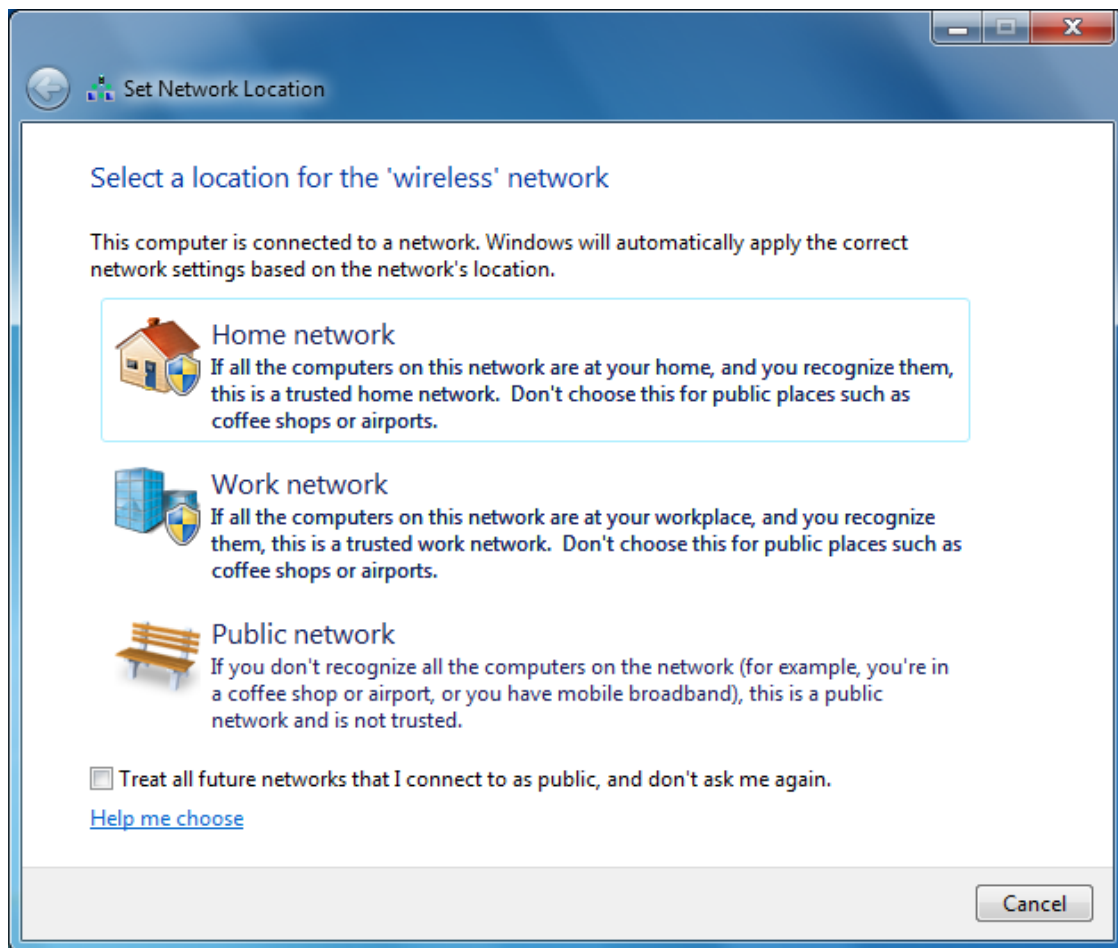 Set Network Location
Select a location for the 'wireless' network
This computer is connected to a network. Windows will automatically apply the correct
network settings based on the network's location.
Home network
If all the computers on this network are at your home, and you recognize them,
this is a trusted home network.  Don't choose this for public places such as
coffee shops or airports.
Work network
If all the computers on this network are at your workplace, and you recognize
them, this is a trusted work network.  Don't choose this for public places such as
coffee shops or airports.
Public network
If you don't recognize all the computers on the network (for example, you're in
a coffee shop or airport, or you have mobile broadband), this is a public
network and is not trusted.
Treat all future networks that I connect to as public, and don't ask me again.
Help me choose
Cancel